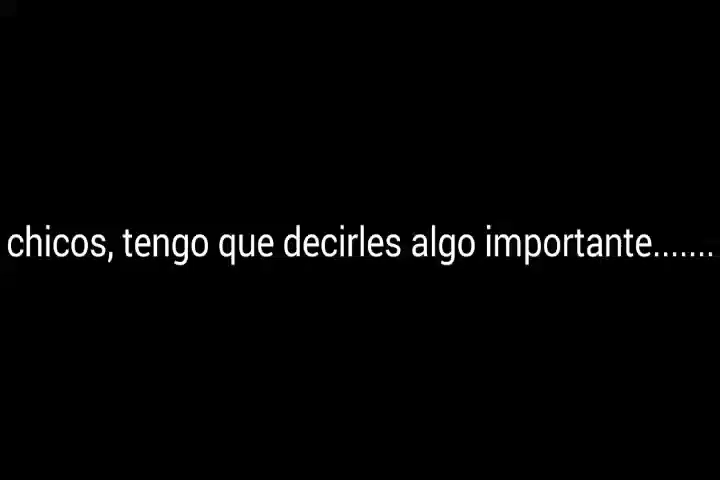 chicos, tengo que decirles algo importante.......